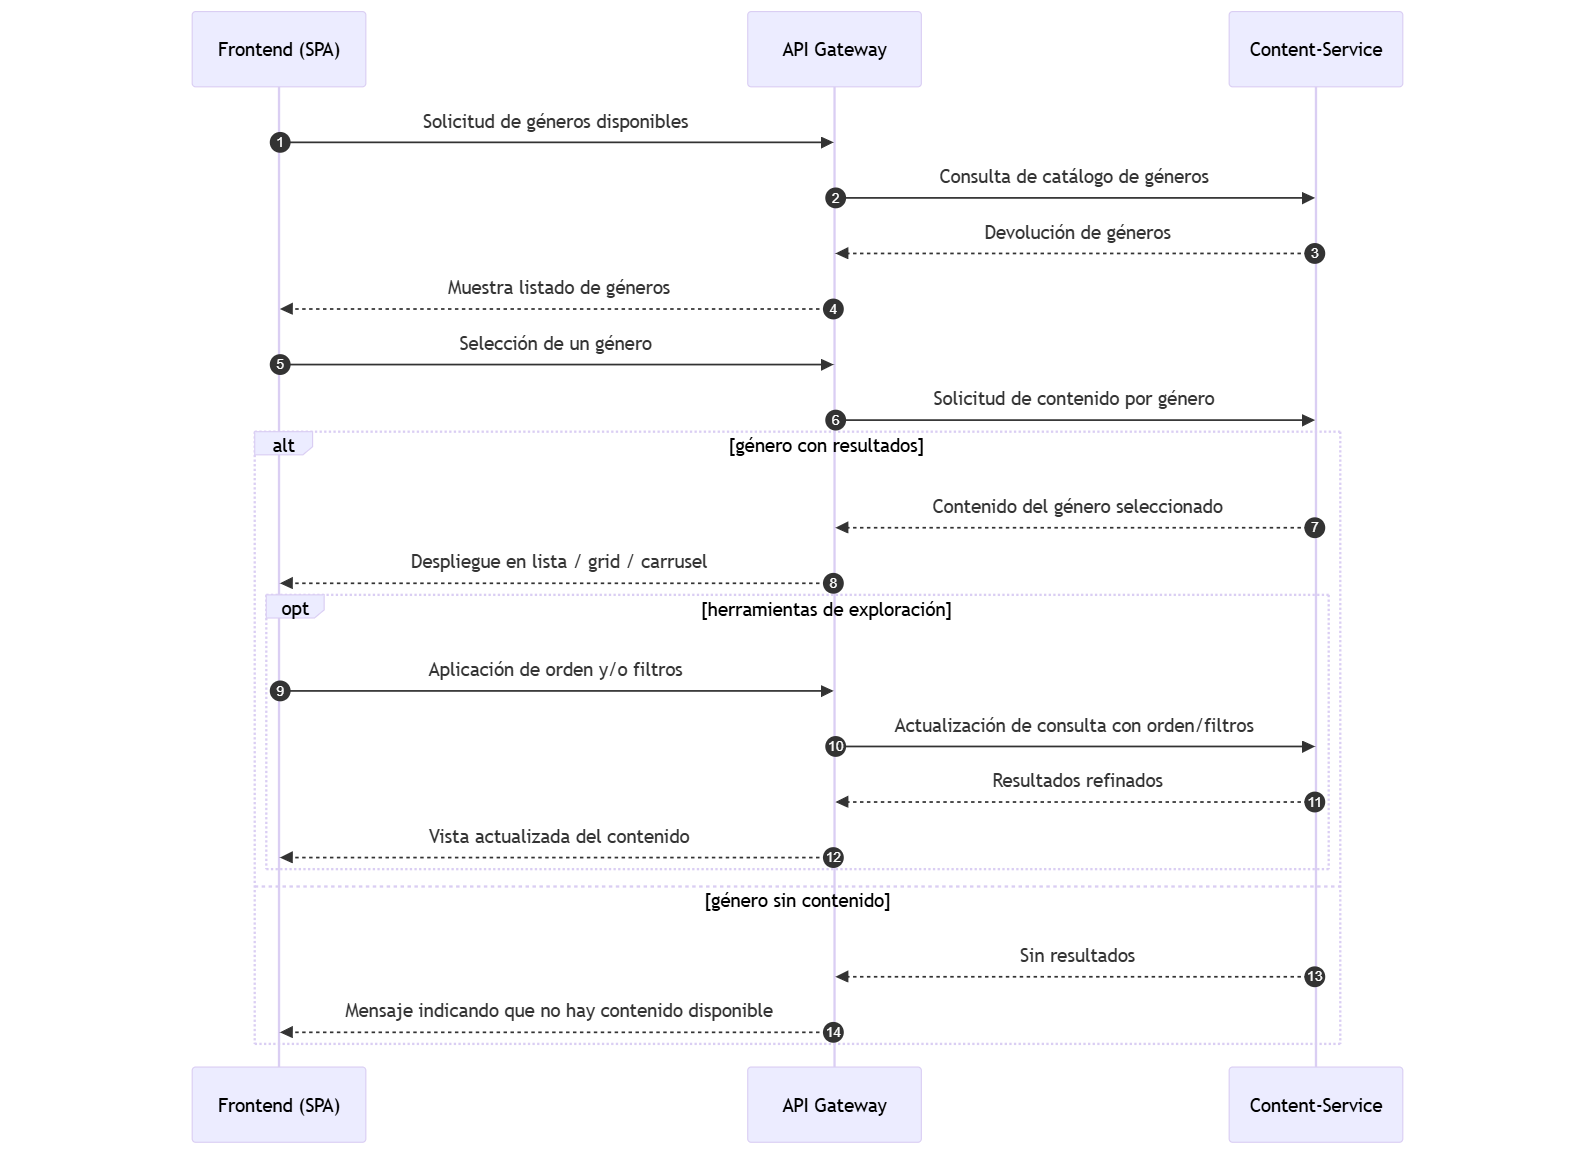 Frontend (SPA)
API Gateway
Content-Service
Solicitud de géneros disponibles
1
Consulta de catálogo de géneros
2
Devolución de géneros
3
Muestra listado de géneros
4
Selección de un género
5
Solicitud de contenido por género
6
alt
[género con resultados]
Contenido del género seleccionado
7
Despliegue en lista / grid / carrusel
8
opt
[herramientas de exploración]
Aplicación de orden y/o filtros
9
Actualización de consulta con orden/filtros
10
Resultados refinados
11
Vista actualizada del contenido
12
[género sin contenido]
Sin resultados
13
Mensaje indicando que no hay contenido disponible
14
Frontend (SPA)
API Gateway
Content-Service